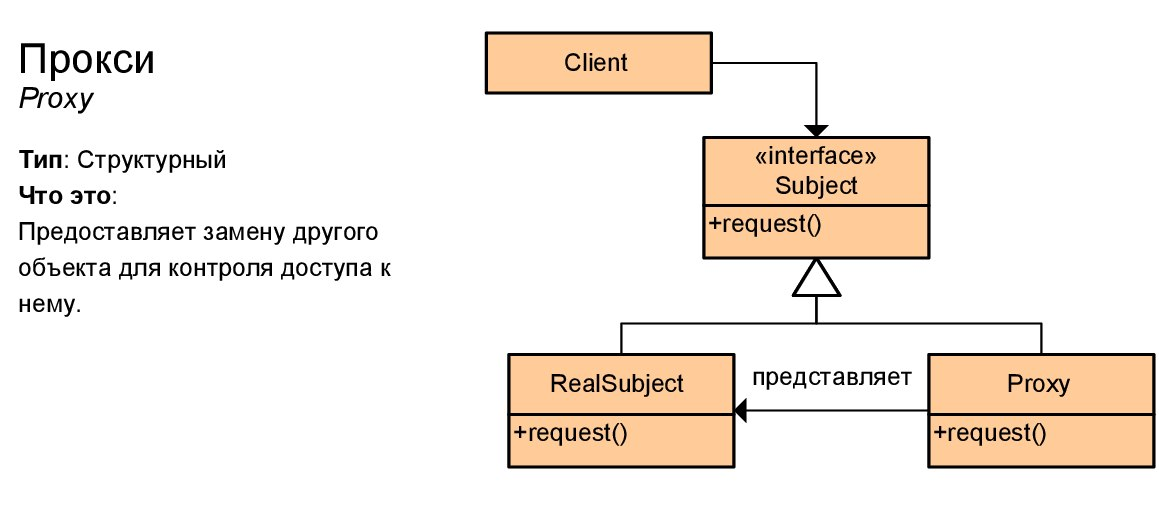 Прокси
Proxy
Тип: Структурный
Что это:
Предоставляет замену другого
объекта для контроля доступа к
нему.
Client
«interface»
Subject
+request()
RealSubject
+request()
представляет
Proxy
+request()